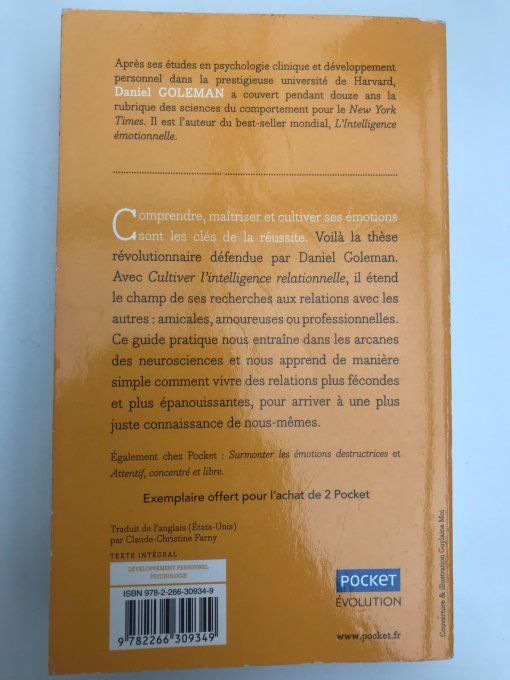 Après ses études en psychologie clinique et développement
personnel dans la prestigieuse université de Harvard,
Daniel GOLEMAN a couvert pendant douze ans la
rubrique des sciences du comportement pour le New York
Times. Il est l'auteur du best-seller mondial, L'Intelligence
émotionnelle.
Comprendre, maîtriser et cultiver ses émotions
sont les clés de la réussite. Voilà la thèse
révolutionnaire défendue par Daniel Goleman.
Avec Cultiver l'intelligence relationnelle, il étend
le champ de ses recherches aux relations avec les
autres : amicales, amoureuses ou professionnelles.
Ce guide pratique nous entraîne dans les arcanes
des neurosciences et nous apprend de manière
simple comment vivre des relations plus fécondes
et plus épanouissantes, pour arriver à une plus
juste connaissance de nous-mêmes.
Également chez Pocket : Surmonter les émotions destructrices et
Attentif, concentré et libre.
Exemplaire offert pour l'achat de 2 Pocket
Traduit de l'anglais (États-Unis)
par Claude-Christine Farny
TEXTE INTÉGRAL
DÉVELOPPEMENT PERSONNEL
PSYCHOLOGIE
ISBN 978-2-266-30934-9
9 782266 309349
POCKET
ÉVOLUTION
www.pocket.fr
Couverture & illustration Guylaine Moi